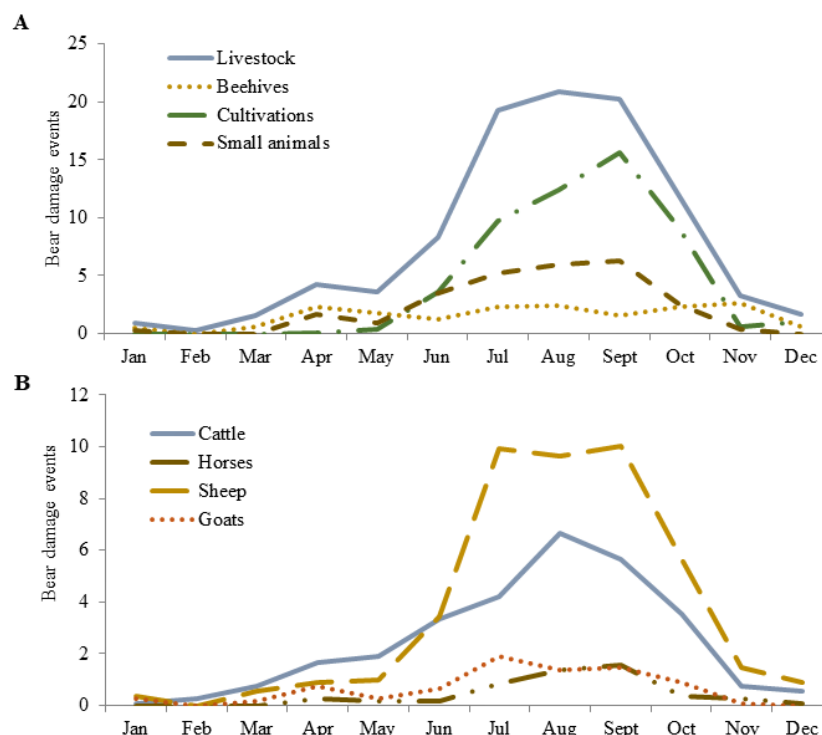 A
Bear damage events
25
20
15
10
5
0
Livestock
Beehives
Cultivations
Small animals
Jan Feb Mar Apr May Jun Jul Aug Sept Oct Nov Dec
B
Bear damage events
12
10
8
6
4
2
0
Cattle
Horses
Sheep
Goats
Jan Feb Mar Apr May Jun Jul Aug Sept Oct Nov Dec